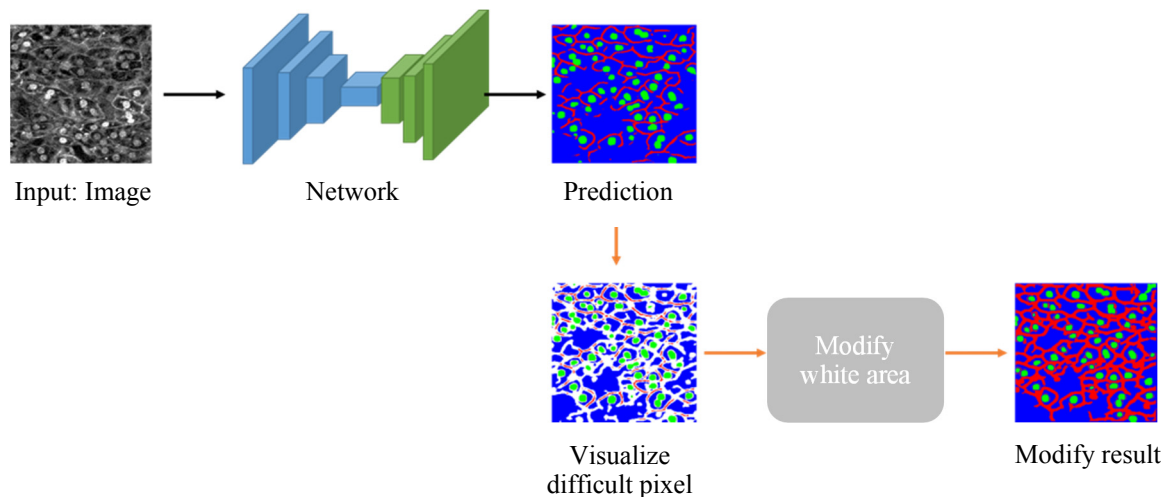 Input: Image
Network
Prediction
Modify
white area
Visualize
difficult pixel
Modify result